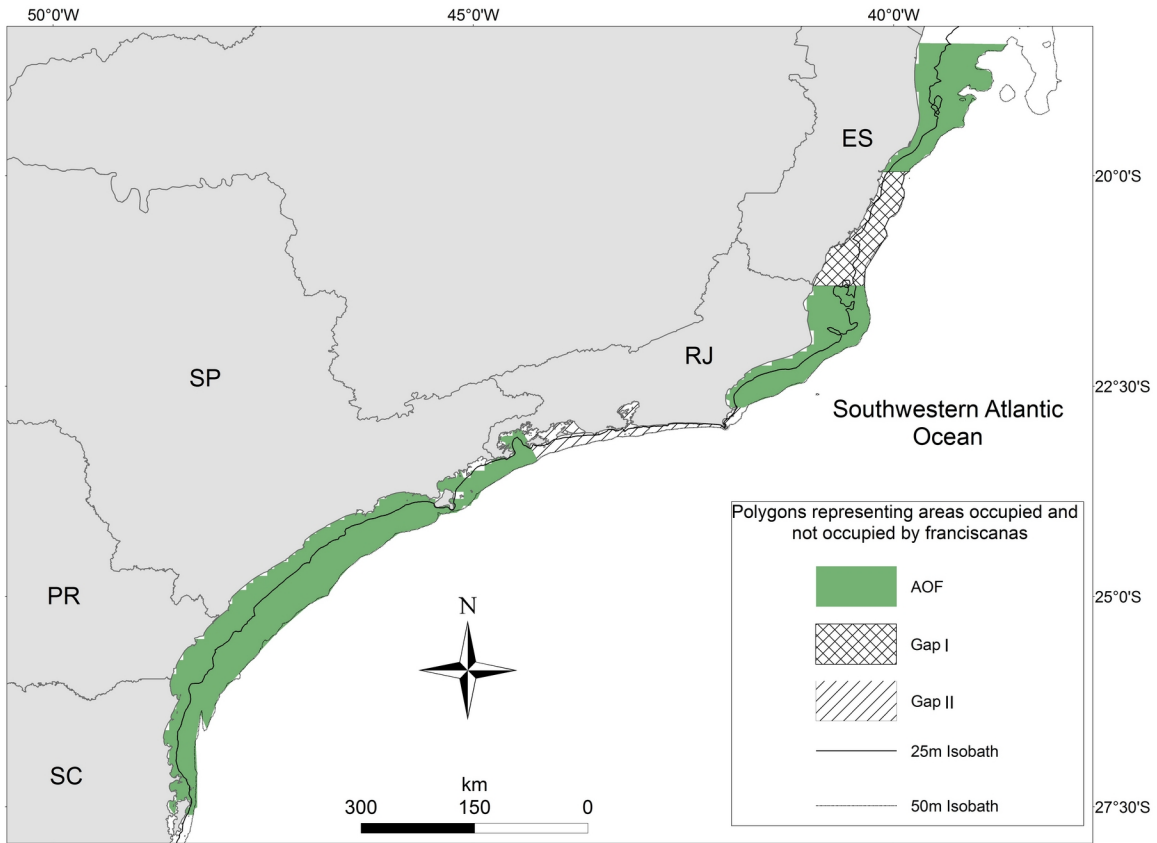 50°0'W 45°0'W 40°0'W
ES
20°0'S
RJ
SP
22°30'S
Southwestern Atlantic
Ocean
Polygons representing areas occupied and
not occupied by franciscanas
AOF
PR
25°0'S
N
Gap I
Gap II
25m Isobath
SC
km
300 150 0
50m Isobath
27°30'S